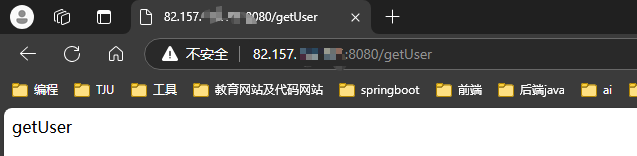 82.157. :8080/getUser
不安全 82.157. :8080/getUser
编程 TJU 工具 教育网站及代码网站 springboot 前端 后端java ai
getUser